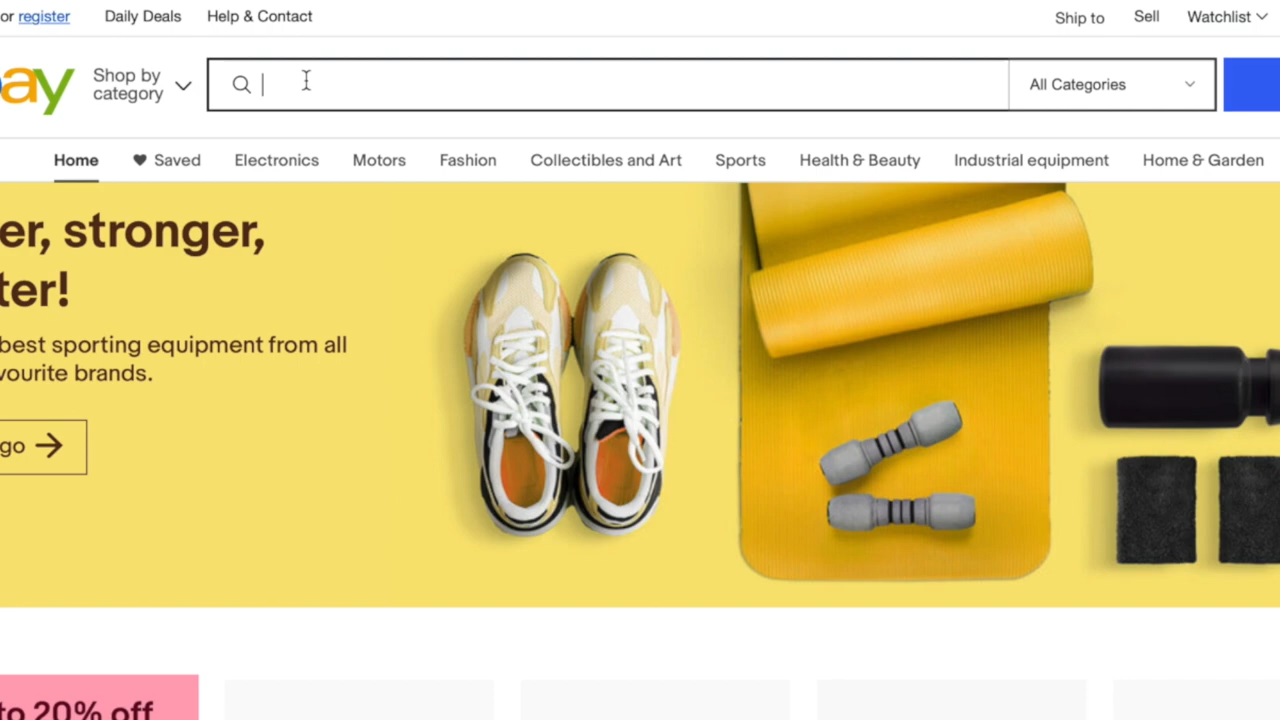 or register Daily Deals Help & Contact Ship to Sell Watchlist
ay Shop by category All Categories
Home Saved Electronics Motors Fashion Collectibles and Art Sports Health & Beauty Industrial equipment Home & Garden
er, stronger,
ter!
best sporting equipment from all
vourite brands.
go
to 20% off